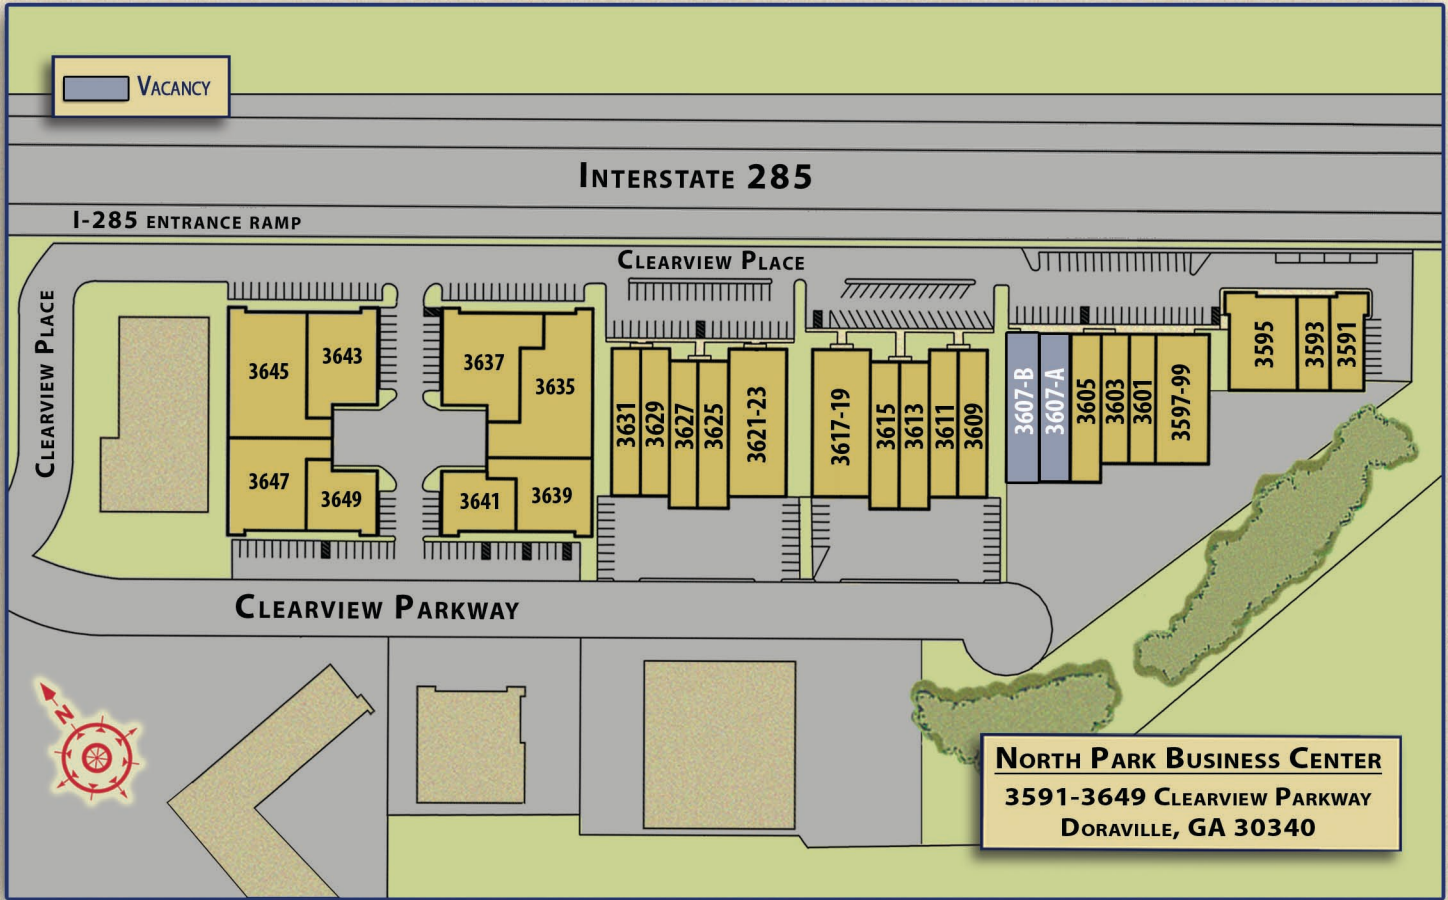 Vacancy
Interstate 285
I-285 entrance ramp
Clearview Place
Clearview Place
3645
3643
3637
3635
3647
3649
3641
3639
3631
3629
3627
3625
3621-23
3617-19
3615
3613
3611
3609
3607-B
3607-A
3605
3603
3601
3597-99
3595
3593
3591
Clearview Parkway
N
North Park Business Center
3591-3649 Clearview Parkway
Doraville, GA 30340